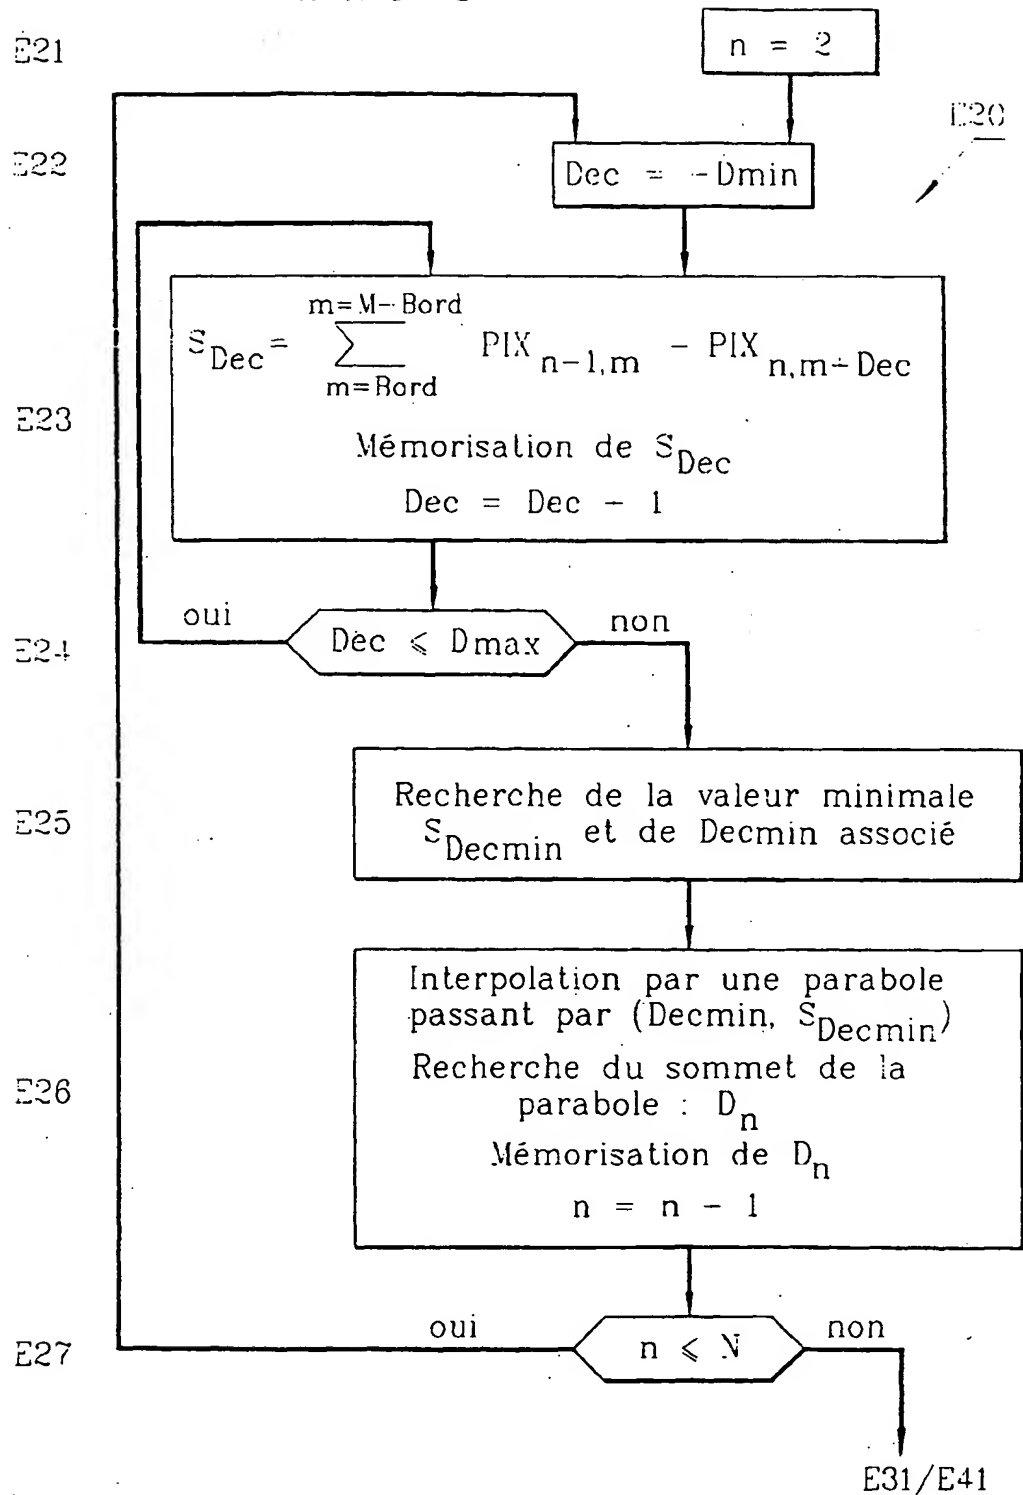 E21
n = 2
E20
E22
Dec = -Dmin
m=M-Bord
S_Dec = ∑ PIX_n-1,m - PIX_n,m+Dec
m=Bord
E23
Mémorisation de S_Dec
Dec = Dec - 1
oui
non
E24
Dec ⩽ Dmax
E25
Recherche de la valeur minimale
S_Decmin et de Decmin associé
Interpolation par une parabole
passant par (Decmin, S_Decmin)
E26
Recherche du sommet de la
parabole : D_n
Mémorisation de D_n
n = n - 1
oui
non
E27
n ⩽ N
E31/E41